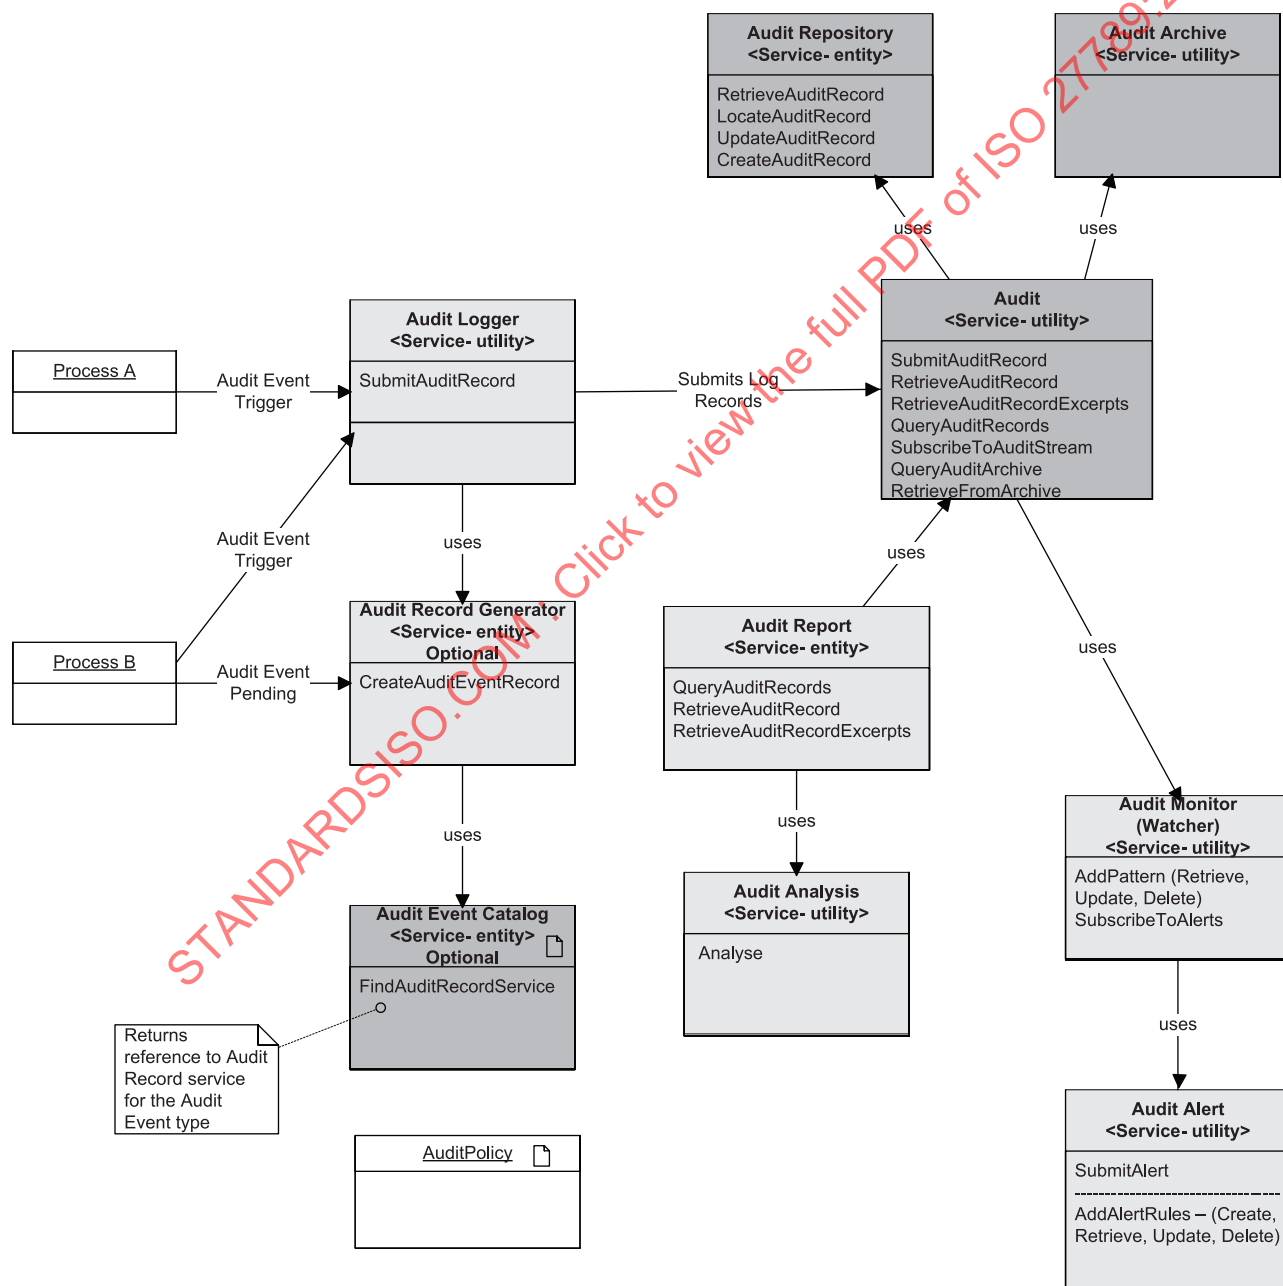 Audit Repository
<Service- entity>
RetrieveAuditRecord
LocateAuditRecord
UpdateAuditRecord
CreateAuditRecord
Audit Archive
<Service- utility>
uses
uses
Audit
<Service- utility>
SubmitAuditRecord
RetrieveAuditRecord
RetrieveAuditRecordExcerpts
QueryAuditRecords
SubscribeToAuditStream
QueryAuditArchive
RetrieveFromArchive
Audit Logger
<Service- utility>
SubmitAuditRecord
Process A
Audit Event
Trigger
Submits Log
Records
Audit Event
Trigger
uses
uses
Audit Record Generator
<Service- entity>
Optional
CreateAuditEventRecord
Process B
Audit Event
Pending
Audit Report
<Service- entity>
QueryAuditRecords
RetrieveAuditRecord
RetrieveAuditRecordExcerpts
uses
uses
uses
Audit Monitor
(Watcher)
<Service- utility>
AddPattern (Retrieve,
Update, Delete)
SubscribeToAlerts
Audit Analysis
<Service- utility>
Analyse
Audit Event Catalog
<Service- entity>
Optional
FindAuditRecordService
Returns
reference to Audit
Record service
for the Audit
Event type
uses
Audit Alert
<Service- utility>
SubmitAlert
AddAlertRules – (Create,
Retrieve, Update, Delete)
AuditPolicy
STANDARDSISO.COM : Click to view the full PDF of ISO 27789: